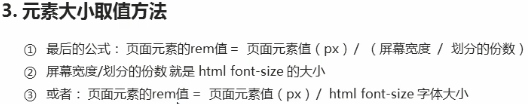 3. 元素大小取值方法
① 最后的公式：页面元素的rem值 = 页面元素值（px）/ （屏幕宽度 / 划分的份数）
② 屏幕宽度/划分的份数 就是 html font-size 的大小
③ 或者：页面元素的rem值 = 页面元素值（px）/ html font-size 字体大小